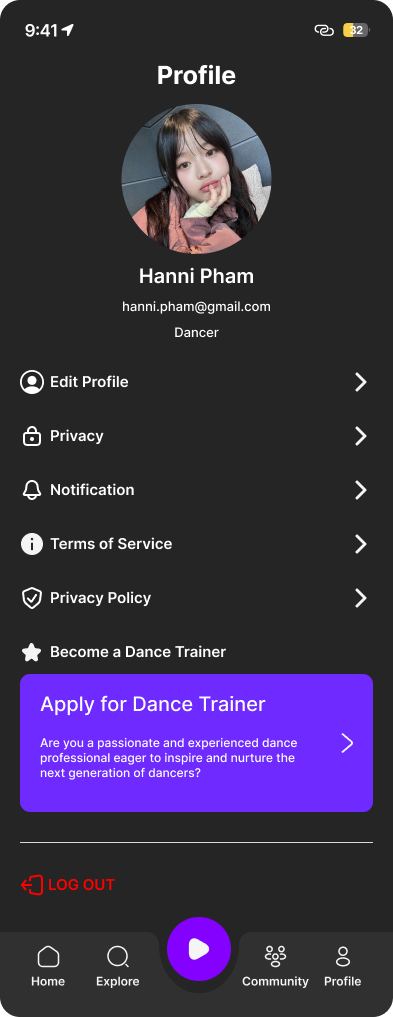 9:41
32
Profile
Hanni Pham
hanni.pham@gmail.com
Dancer
Edit Profile
Privacy
Notification
Terms of Service
Privacy Policy
Become a Dance Trainer
Apply for Dance Trainer
Are you a passionate and experienced dance
professional eager to inspire and nurture the
next generation of dancers?
LOG OUT
Home
Explore
Community
Profile